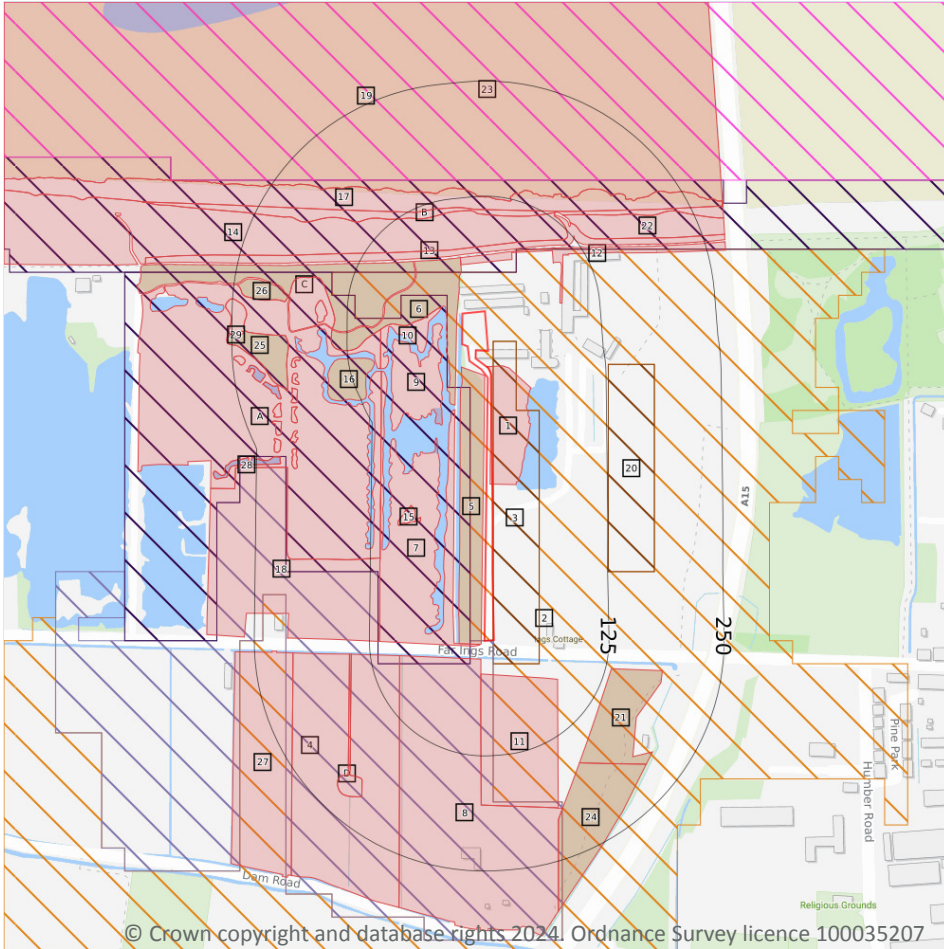 19
23
17
B
14
22
13
12
26
C
6
29
10
25
16
9
A
1
28
20
A15
5
15
3
7
18
2
125
250
Ings Cottage
Far Ings Road
21
4
11
27
D
Pine Park
8
24
Humber Road
Dam Road
Religious Grounds
© Crown copyright and database rights 2024. Ordnance Survey licence 100035207